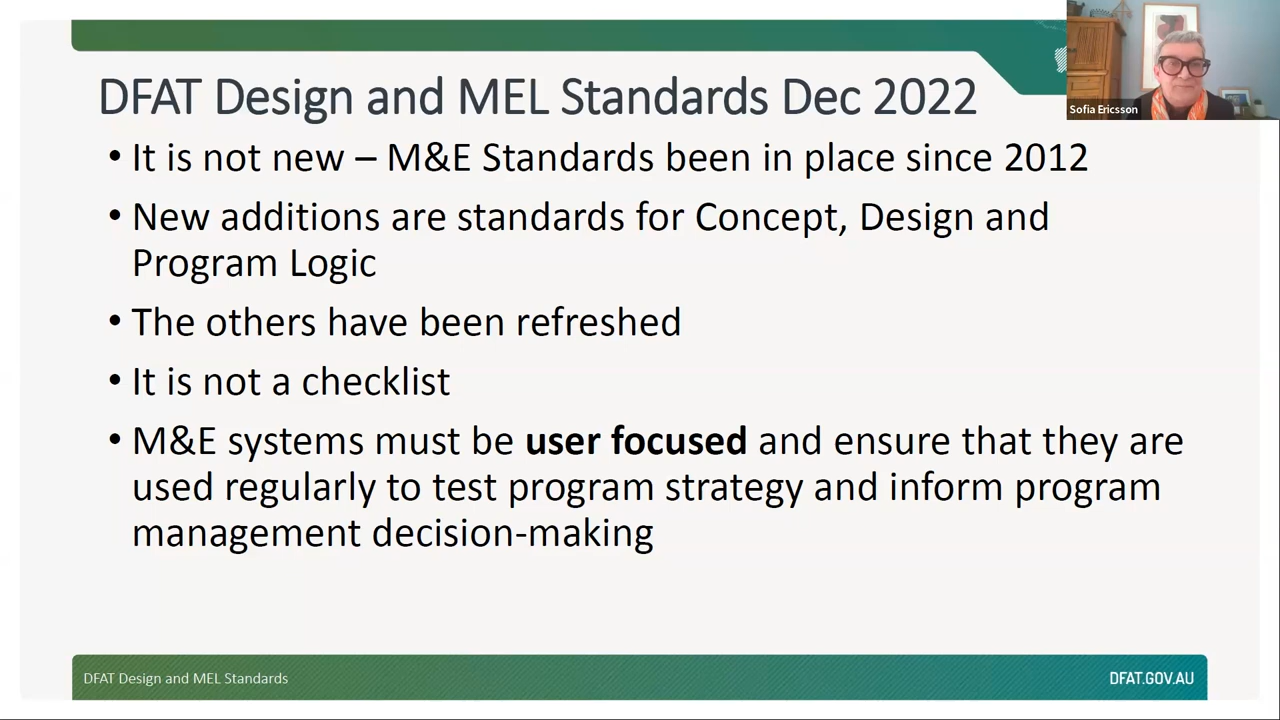 Sofia Ericsson
DFAT Design and MEL Standards Dec 2022
• It is not new – M&E Standards been in place since 2012
• New additions are standards for Concept, Design and
Program Logic
• The others have been refreshed
• It is not a checklist
• M&E systems must be user focused and ensure that they are
used regularly to test program strategy and inform program
management decision-making
DFAT Design and MEL Standards
DFAT.GOV.AU